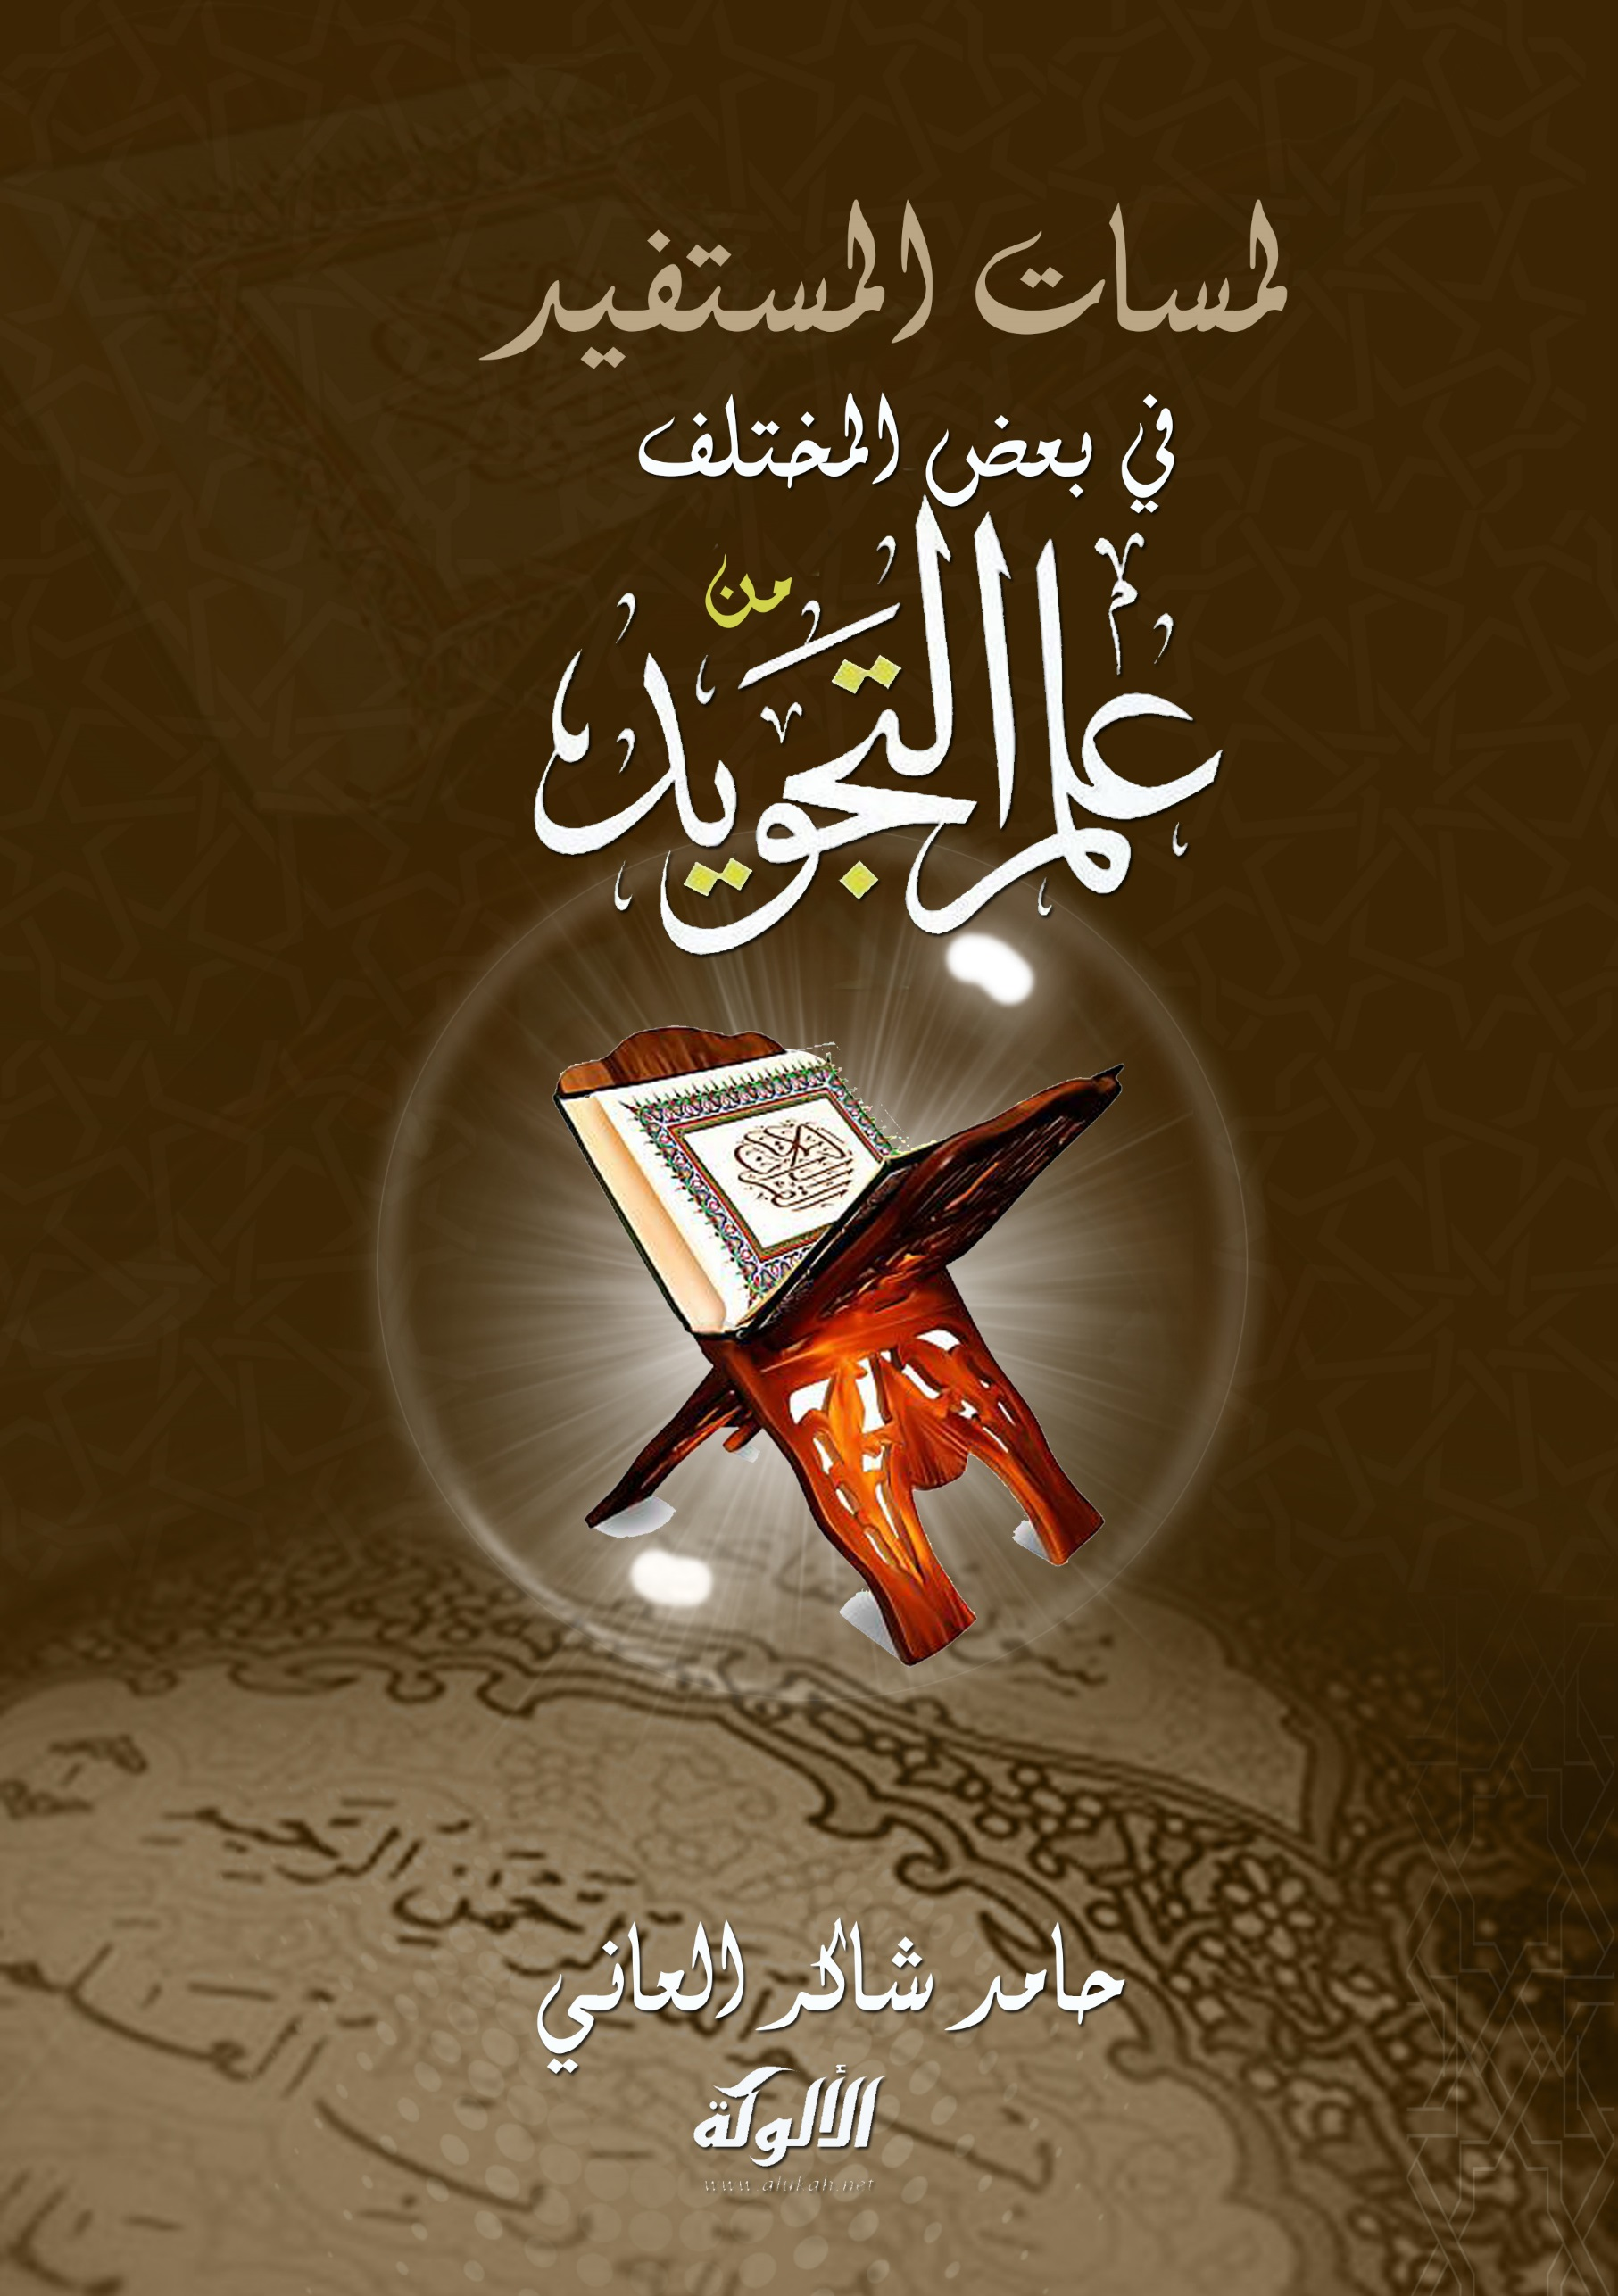 لمسات المستفيد
في بعض المختلف
من
علم التجويد
حامد شاكر العاني
الألوكة
www.alukah.net